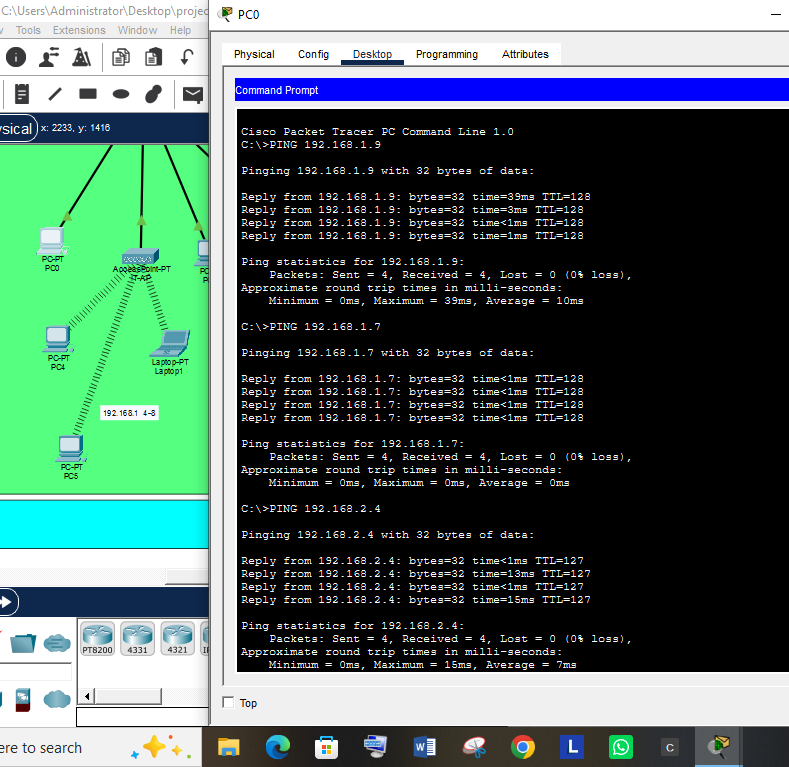 C:\Users\Administrator\Desktop\projec
Tools Extensions Window Help
x: 2233, y: 1416
PC-PT
PC0
AccessPoint-PT
IT-AP
PC-PT
PC4
Laptop-PT
Laptop1
192.168.1 4-8
PC-PT
PC5
PT8200
4331
4321
ere to search
PC0
Physical Config Desktop Programming Attributes
Command Prompt
Cisco Packet Tracer PC Command Line 1.0
C:\>PING 192.168.1.9
Pinging 192.168.1.9 with 32 bytes of data:
Reply from 192.168.1.9: bytes=32 time=39ms TTL=128
Reply from 192.168.1.9: bytes=32 time=3ms TTL=128
Reply from 192.168.1.9: bytes=32 time<1ms TTL=128
Reply from 192.168.1.9: bytes=32 time=1ms TTL=128
Ping statistics for 192.168.1.9:
Packets: Sent = 4, Received = 4, Lost = 0 (0% loss),
Approximate round trip times in milli-seconds:
Minimum = 0ms, Maximum = 39ms, Average = 10ms
C:\>PING 192.168.1.7
Pinging 192.168.1.7 with 32 bytes of data:
Reply from 192.168.1.7: bytes=32 time<1ms TTL=128
Reply from 192.168.1.7: bytes=32 time<1ms TTL=128
Reply from 192.168.1.7: bytes=32 time<1ms TTL=128
Reply from 192.168.1.7: bytes=32 time<1ms TTL=128
Ping statistics for 192.168.1.7:
Packets: Sent = 4, Received = 4, Lost = 0 (0% loss),
Approximate round trip times in milli-seconds:
Minimum = 0ms, Maximum = 0ms, Average = 0ms
C:\>PING 192.168.2.4
Pinging 192.168.2.4 with 32 bytes of data:
Reply from 192.168.2.4: bytes=32 time<1ms TTL=127
Reply from 192.168.2.4: bytes=32 time=13ms TTL=127
Reply from 192.168.2.4: bytes=32 time<1ms TTL=127
Reply from 192.168.2.4: bytes=32 time=15ms TTL=127
Ping statistics for 192.168.2.4:
Packets: Sent = 4, Received = 4, Lost = 0 (0% loss),
Approximate round trip times in milli-seconds:
Minimum = 0ms, Maximum = 15ms, Average = 7ms
Top